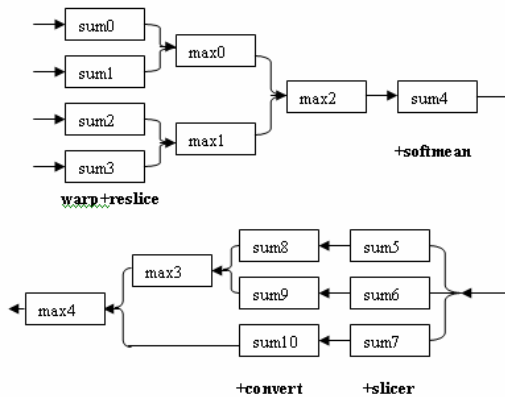 sum0
sum1
max0
max2
sum4
sum2
max1
sum3
+softmean
warp+reslice
sum8
sum5
max3
sum9
sum6
max4
sum10
sum7
+convert
+slicer